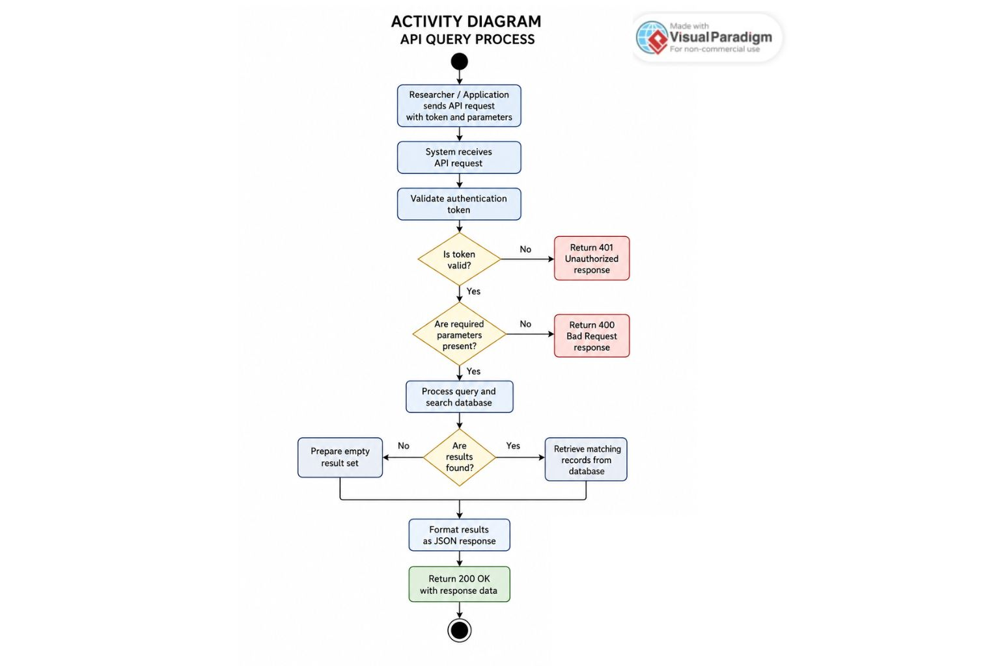 ACTIVITY DIAGRAM
API QUERY PROCESS
Made with
Visual Paradigm
For non-commercial use
Researcher / Application
sends API request
with token and parameters
System receives
API request
Validate authentication
token
Is token
valid?
No
Return 401
Unauthorized
response
Yes
Are required
parameters
present?
No
Return 400
Bad Request
response
Yes
Process query and
search database
Prepare empty
result set
No
Are
results
found?
Yes
Retrieve matching
records from
database
Format results
as JSON response
Return 200 OK
with response data